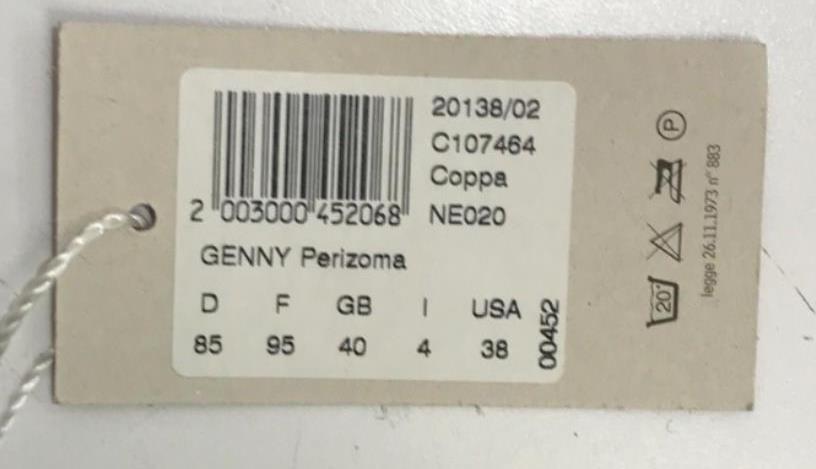 20138/02
C107464
Coppa
2 003000 452068 NE020
GENNY Perizoma
D F GB I USA
85 95 40 4 38
00452
20°
P
legge 26.11.1973 n° 883